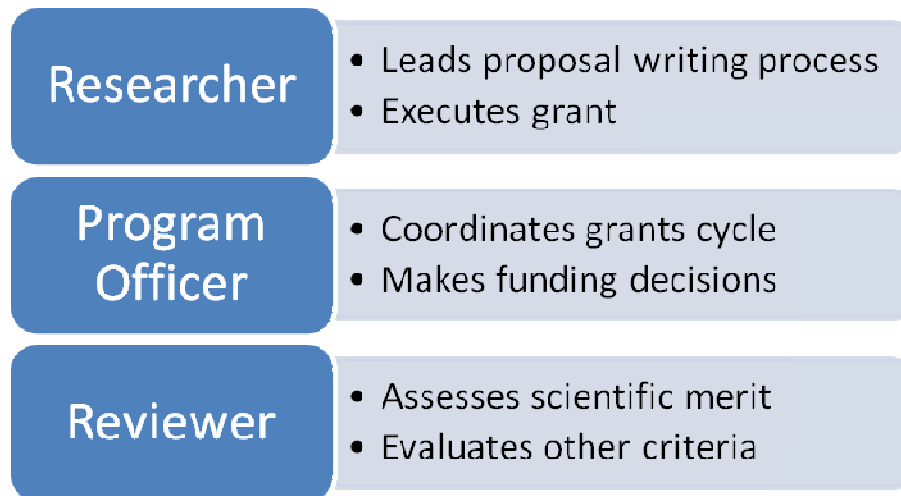 Researcher
• Leads proposal writing process
• Executes grant
Program
Officer
• Coordinates grants cycle
• Makes funding decisions
Reviewer
• Assesses scientific merit
• Evaluates other criteria